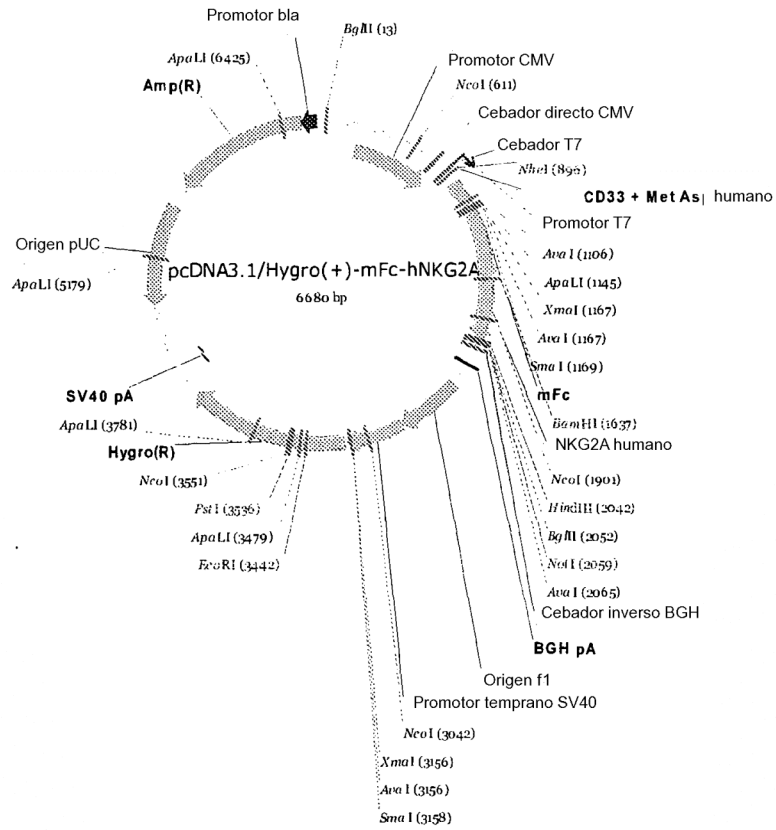 Promotor bla
BglII (13)
ApaLI (6425)
Promotor CMV
Amp(R)
NcoI (611)
Cebador directo CMV
Cebador T7
NheI (896)
CD33 + Met As humano
Promotor T7
Origen pUC
AvaI (1106)
pcDNA3.1/Hygro(+)-mFc-hNKG2A
ApaLI (5179)
ApaLI (1145)
6680 bp
XmaI (1167)
AvaI (1167)
SmaI (1169)
SV40 pA
mFc
ApaLI (3781)
BamHI (1637)
Hygro(R)
NKG2A humano
NcoI (3551)
NcoI (1901)
PstI (3536)
HindIII (2042)
ApaLI (3479)
BglII (2052)
EcoRI (3442)
NotI (2059)
AvaI (2065)
Cebador inverso BGH
BGH pA
Origen f1
Promotor temprano SV40
NcoI (3042)
XmaI (3156)
AvaI (3156)
SmaI (3158)